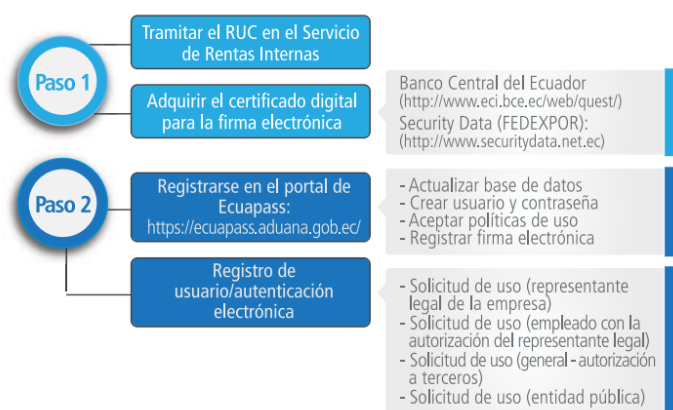 Paso 1
Tramitar el RUC en el Servicio
de Rentas Internas
Adquirir el certificado digital
para la firma electrónica
Banco Central del Ecuador
(http://www.eci.bce.ec/web/quest/)
Security Data (FEDEXPOR):
(http://www.securitydata.net.ec)
Paso 2
Registrarse en el portal de
Ecuapass:
https://ecuapass.aduana.gob.ec/
- Actualizar base de datos
- Crear usuario y contraseña
- Aceptar políticas de uso
- Registrar firma electrónica
Registro de
usuario/autenticación
electrónica
- Solicitud de uso (representante
legal de la empresa)
- Solicitud de uso (empleado con la
autorización del representante legal)
- Solicitud de uso (general - autorización
a terceros)
- Solicitud de uso (entidad pública)